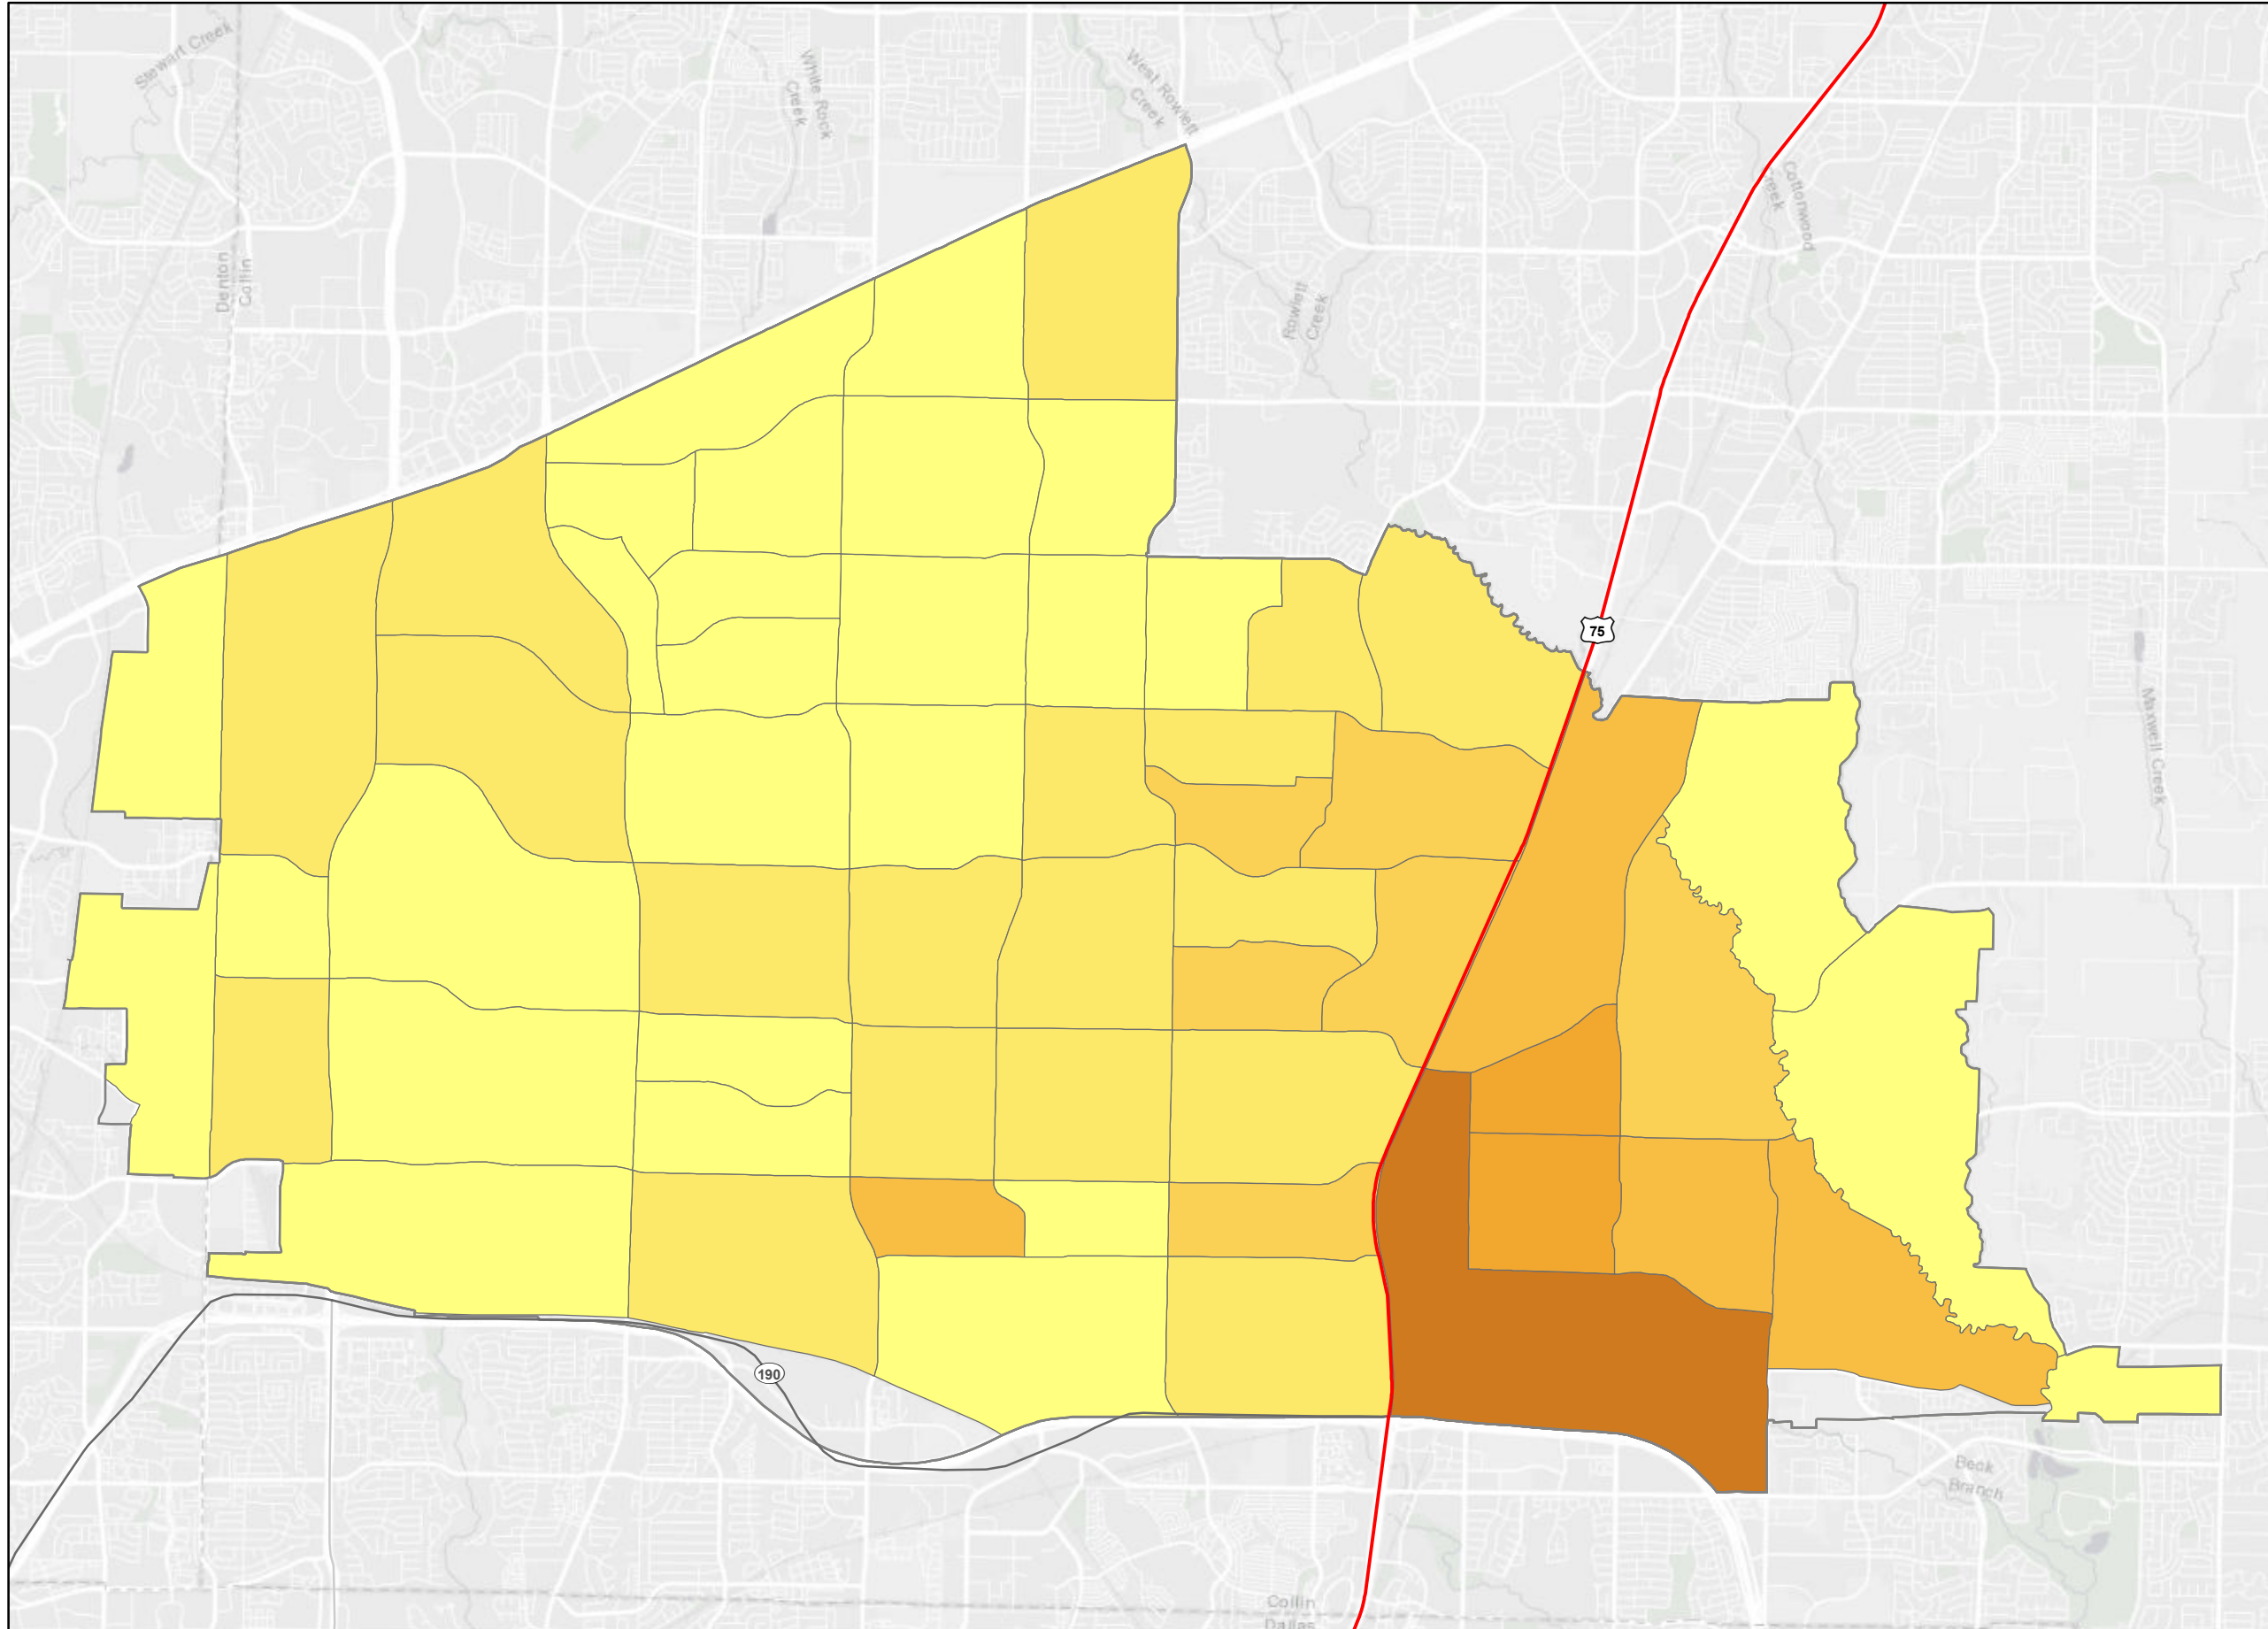 Stewart Creek
White Rock
Creek
West Rowlett
Creek
Cottonwood
Creek
Denton
Collin
Rowlett
Creek
75
Maxwell Creek
190
Beck
Branch
Collin
Dallas